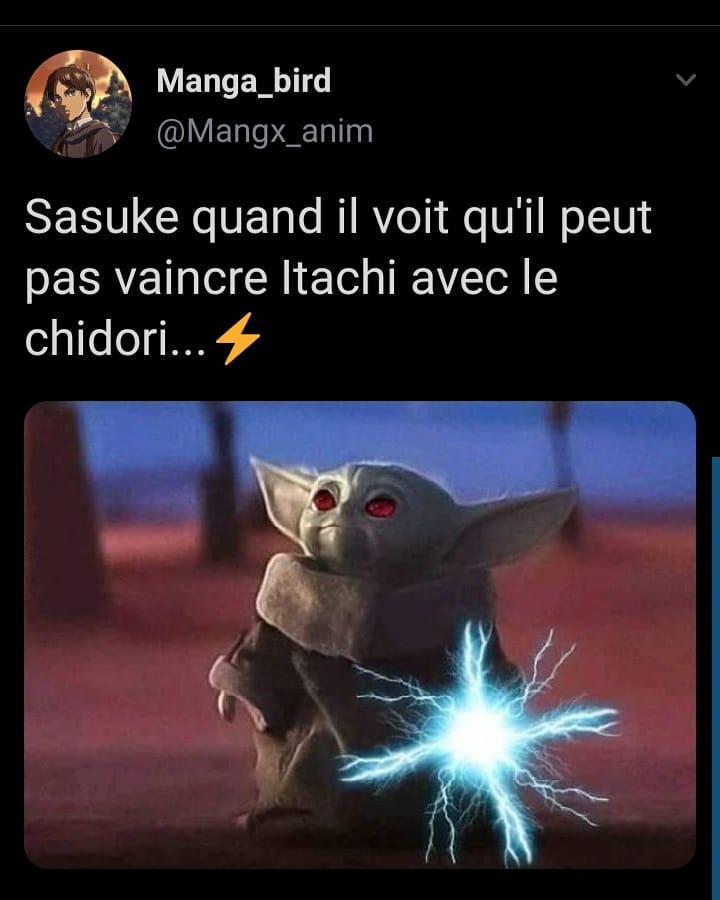 Manga_bird
@Mangx_anim
Sasuke quand il voit qu'il peut
pas vaincre Itachi avec le
chidori...⚡